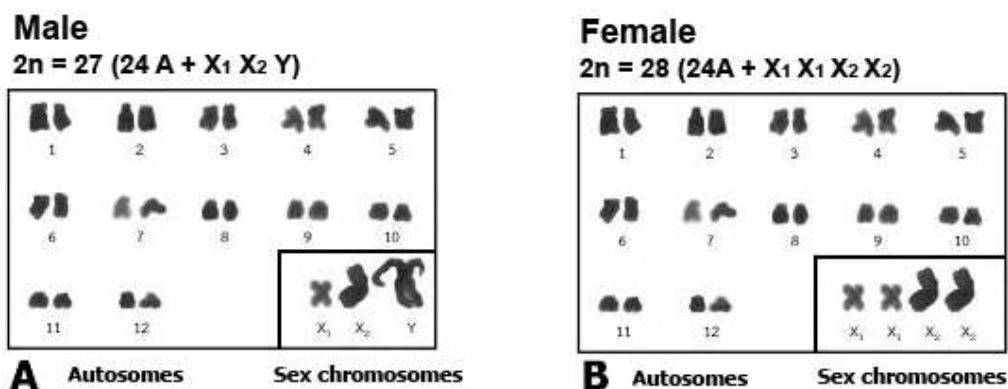 Male
2n = 27 (24 A + X₁ X₂ Y)
1 2 3 4 5
6 7 8 9 10
11 12 X₁ X₂ Y
A Autosomes Sex chromosomes
Female
2n = 28 (24A + X₁ X₁ X₂ X₂)
1 2 3 4 5
6 7 8 9 10
11 12 X₁ X₁ X₂ X₂
B Autosomes Sex chromosomes